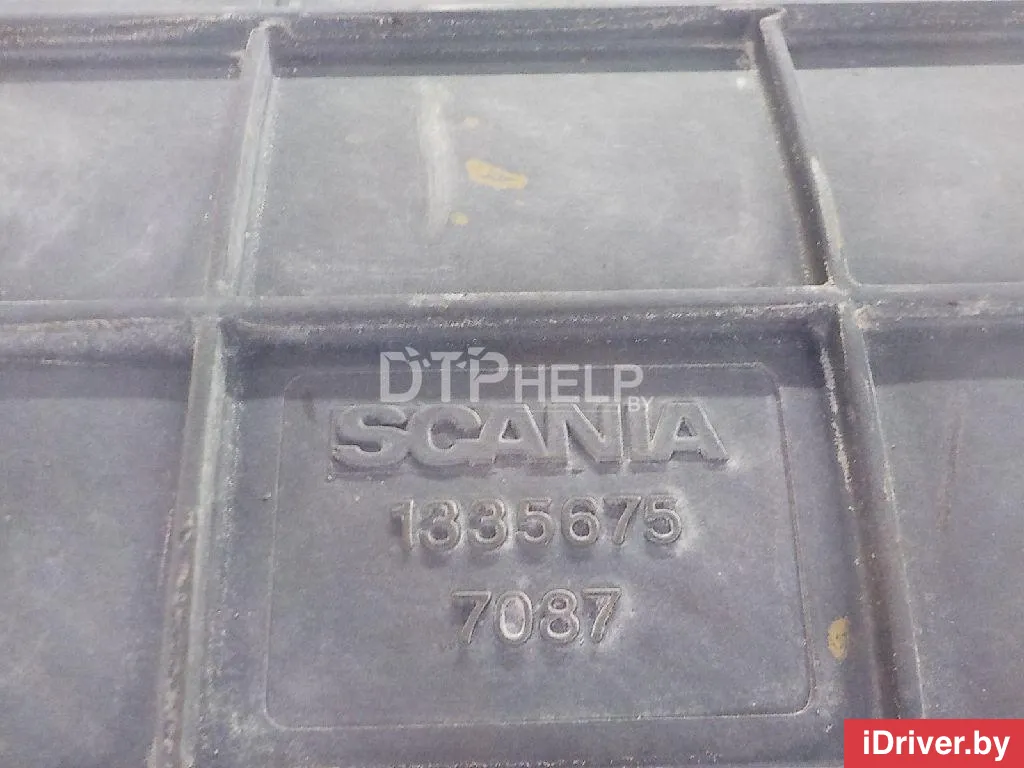 DTPHELP
BY
SCANIA
1335675
7087
iDriver.by